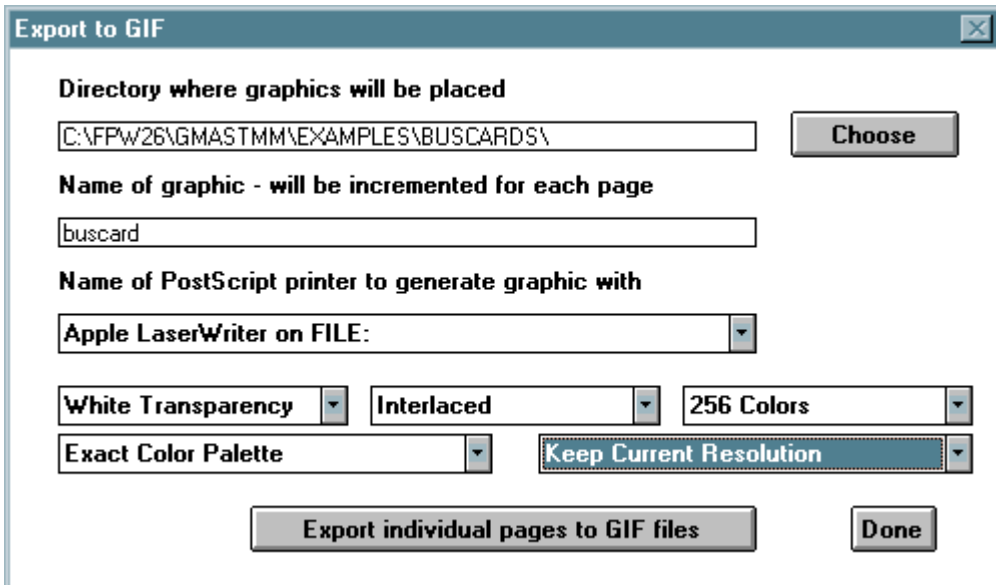 Export to GIF
Directory where graphics will be placed
C:\FPW26\GMASTMM\EXAMPLES\BUSCARDS\
Choose
Name of graphic - will be incremented for each page
buscard
Name of PostScript printer to generate graphic with
Apple LaserWriter on FILE:
White Transparency Interlaced 256 Colors
Exact Color Palette Keep Current Resolution
Export individual pages to GIF files Done